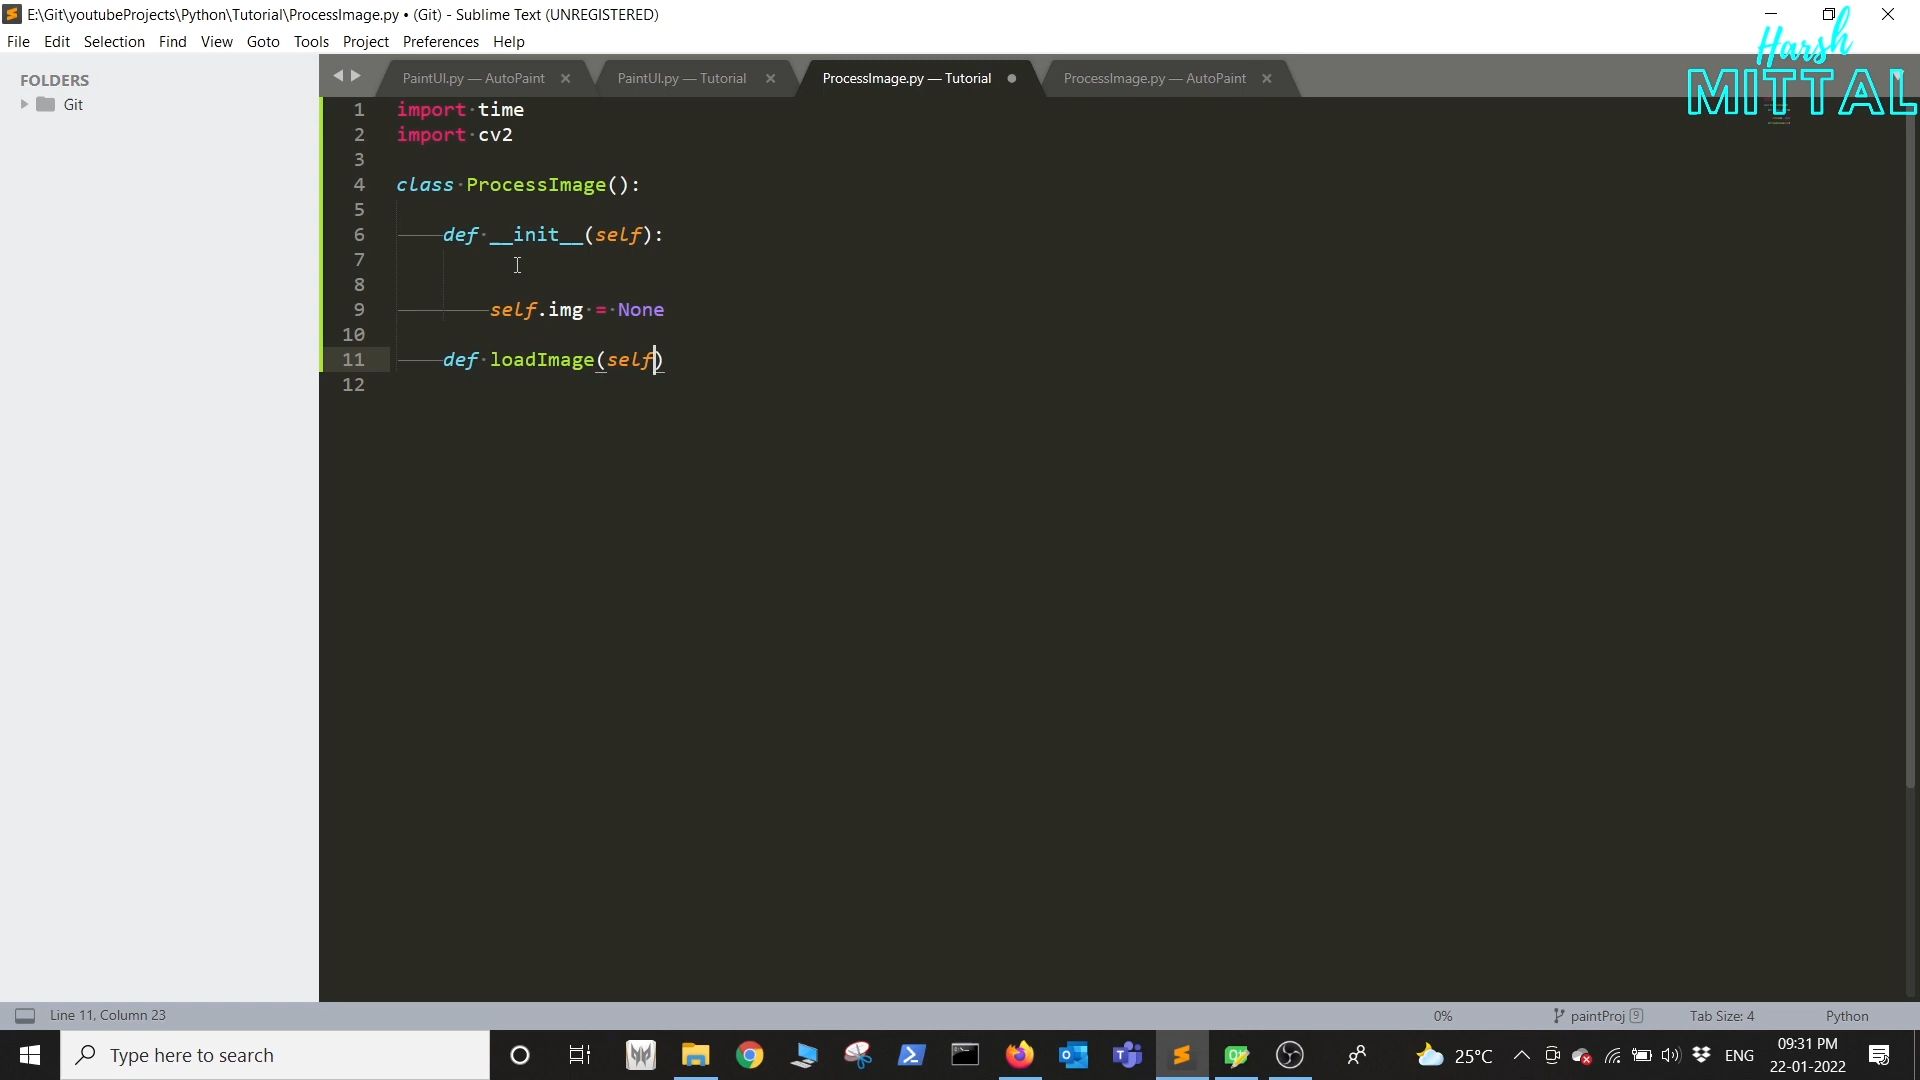 E:\Git\youtubeProjects\Python\Tutorial\ProcessImage.py • (Git) - Sublime Text (UNREGISTERED)
File Edit Selection Find View Goto Tools Project Preferences Help
Harsh
MITTAL
FOLDERS
Git
PaintUI.py — AutoPaint
PaintUI.py — Tutorial
ProcessImage.py — Tutorial
ProcessImage.py — AutoPaint
1 import time
2 import cv2
3
4 class ProcessImage():
5
6 def __init__(self):
7
8
9 self.img = None
10
11 def loadImage(self)
12
Line 11, Column 23
0%
paintProj 9
Tab Size: 4
Python
Type here to search
25°C
ENG
09:31 PM
22-01-2022